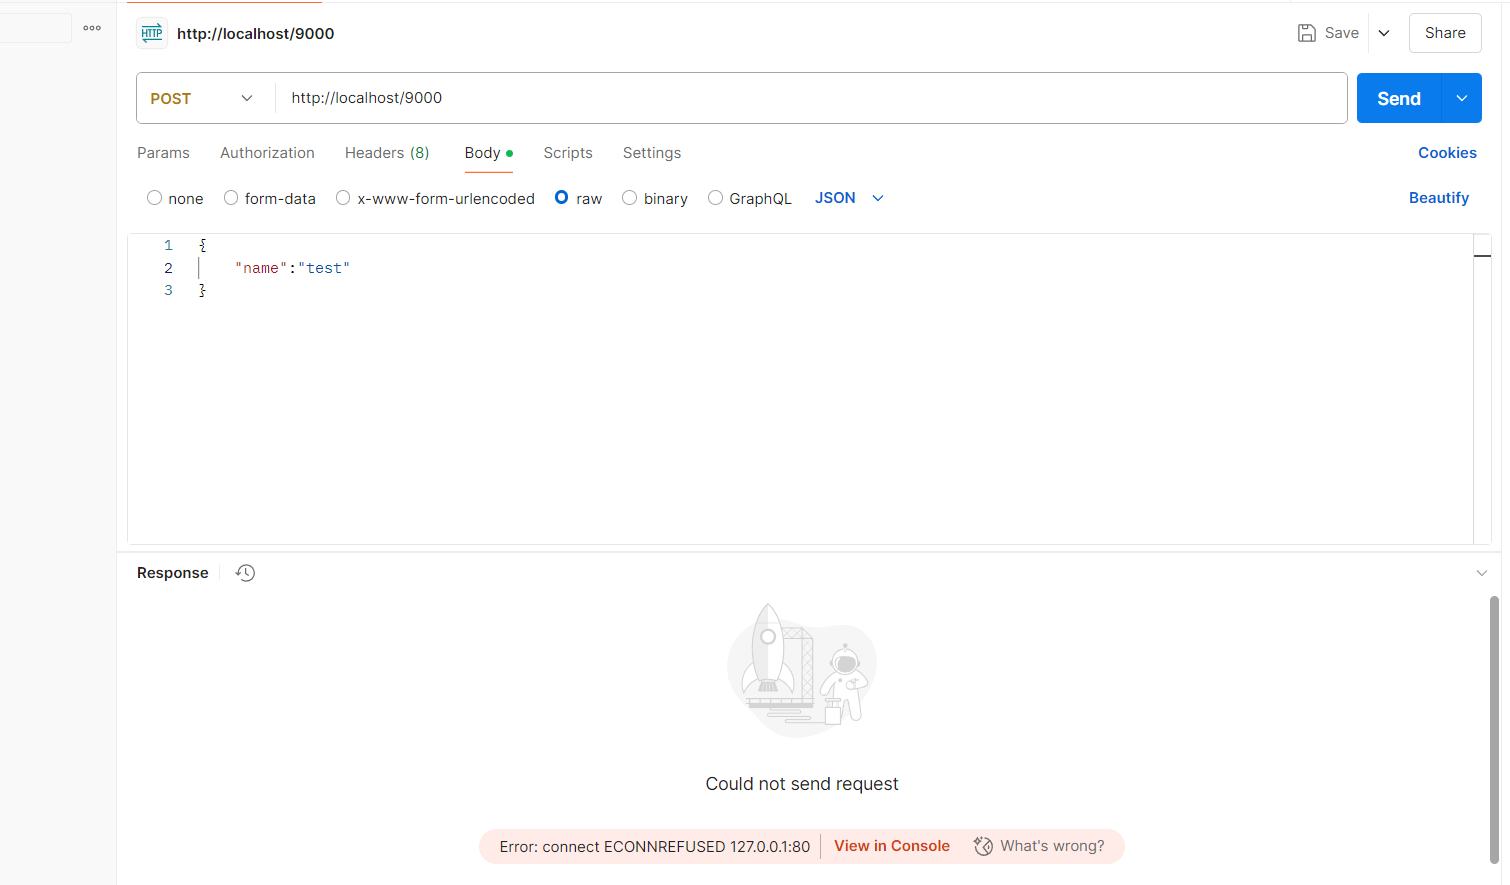 HTTP http://localhost/9000 Save Share
POST http://localhost/9000 Send
Params Authorization Headers (8) Body Scripts Settings Cookies
none form-data x-www-form-urlencoded raw binary GraphQL JSON Beautify
1 {
2 "name":"test"
3 }
Response
Could not send request
Error: connect ECONNREFUSED 127.0.0.1:80 View in Console What's wrong?